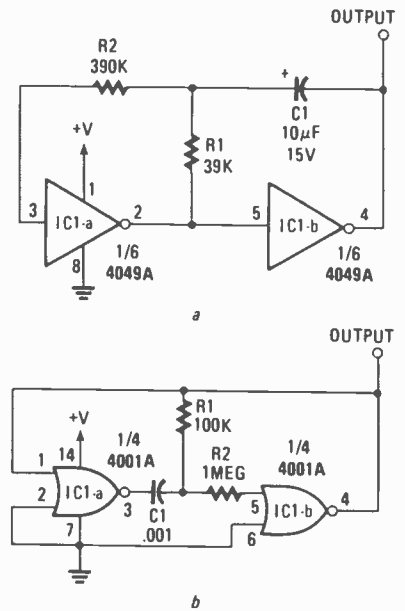 OUTPUT
R2
390K
+
C1
10µF
15V
+V
R1
39K
1
3
IC1-a
2
5
IC1-b
4
8
1/6
4049A
1/6
4049A
a
OUTPUT
+V
R1
100K
1/4
4001A
R2
1MEG
1/4
4001A
14
1
2
IC1-a
3
C1
.001
5
6
IC1-b
4
7
b